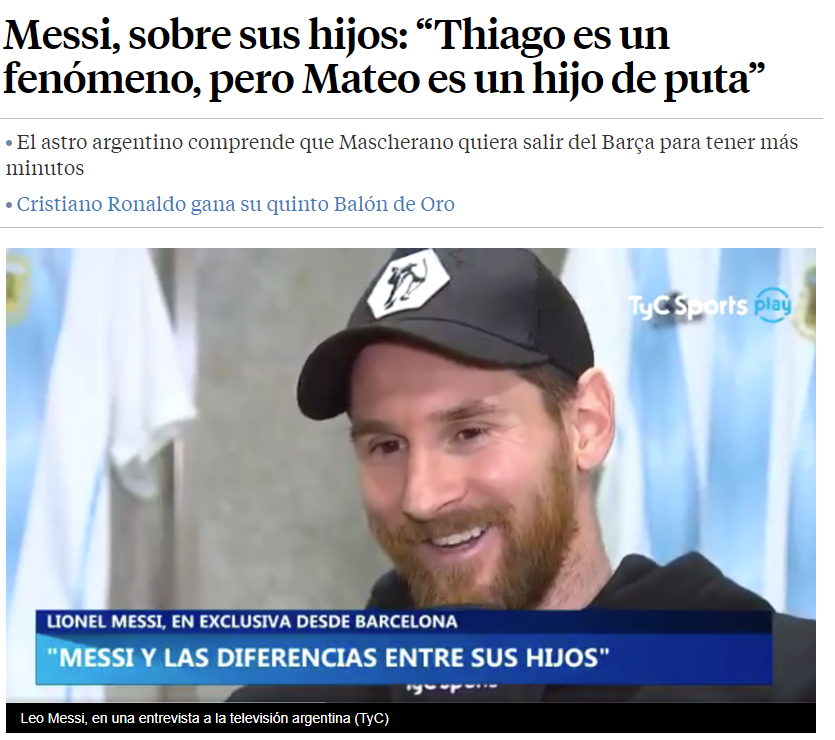 Messi, sobre sus hijos: “Thiago es un
fenómeno, pero Mateo es un hijo de puta”
• El astro argentino comprende que Mascherano quiera salir del Barça para tener más
minutos
• Cristiano Ronaldo gana su quinto Balón de Oro
TyC Sports play
LIONEL MESSI, EN EXCLUSIVA DESDE BARCELONA
"MESSI Y LAS DIFERENCIAS ENTRE SUS HIJOS"
TyC Sports
Leo Messi, en una entrevista a la televisión argentina (TyC)